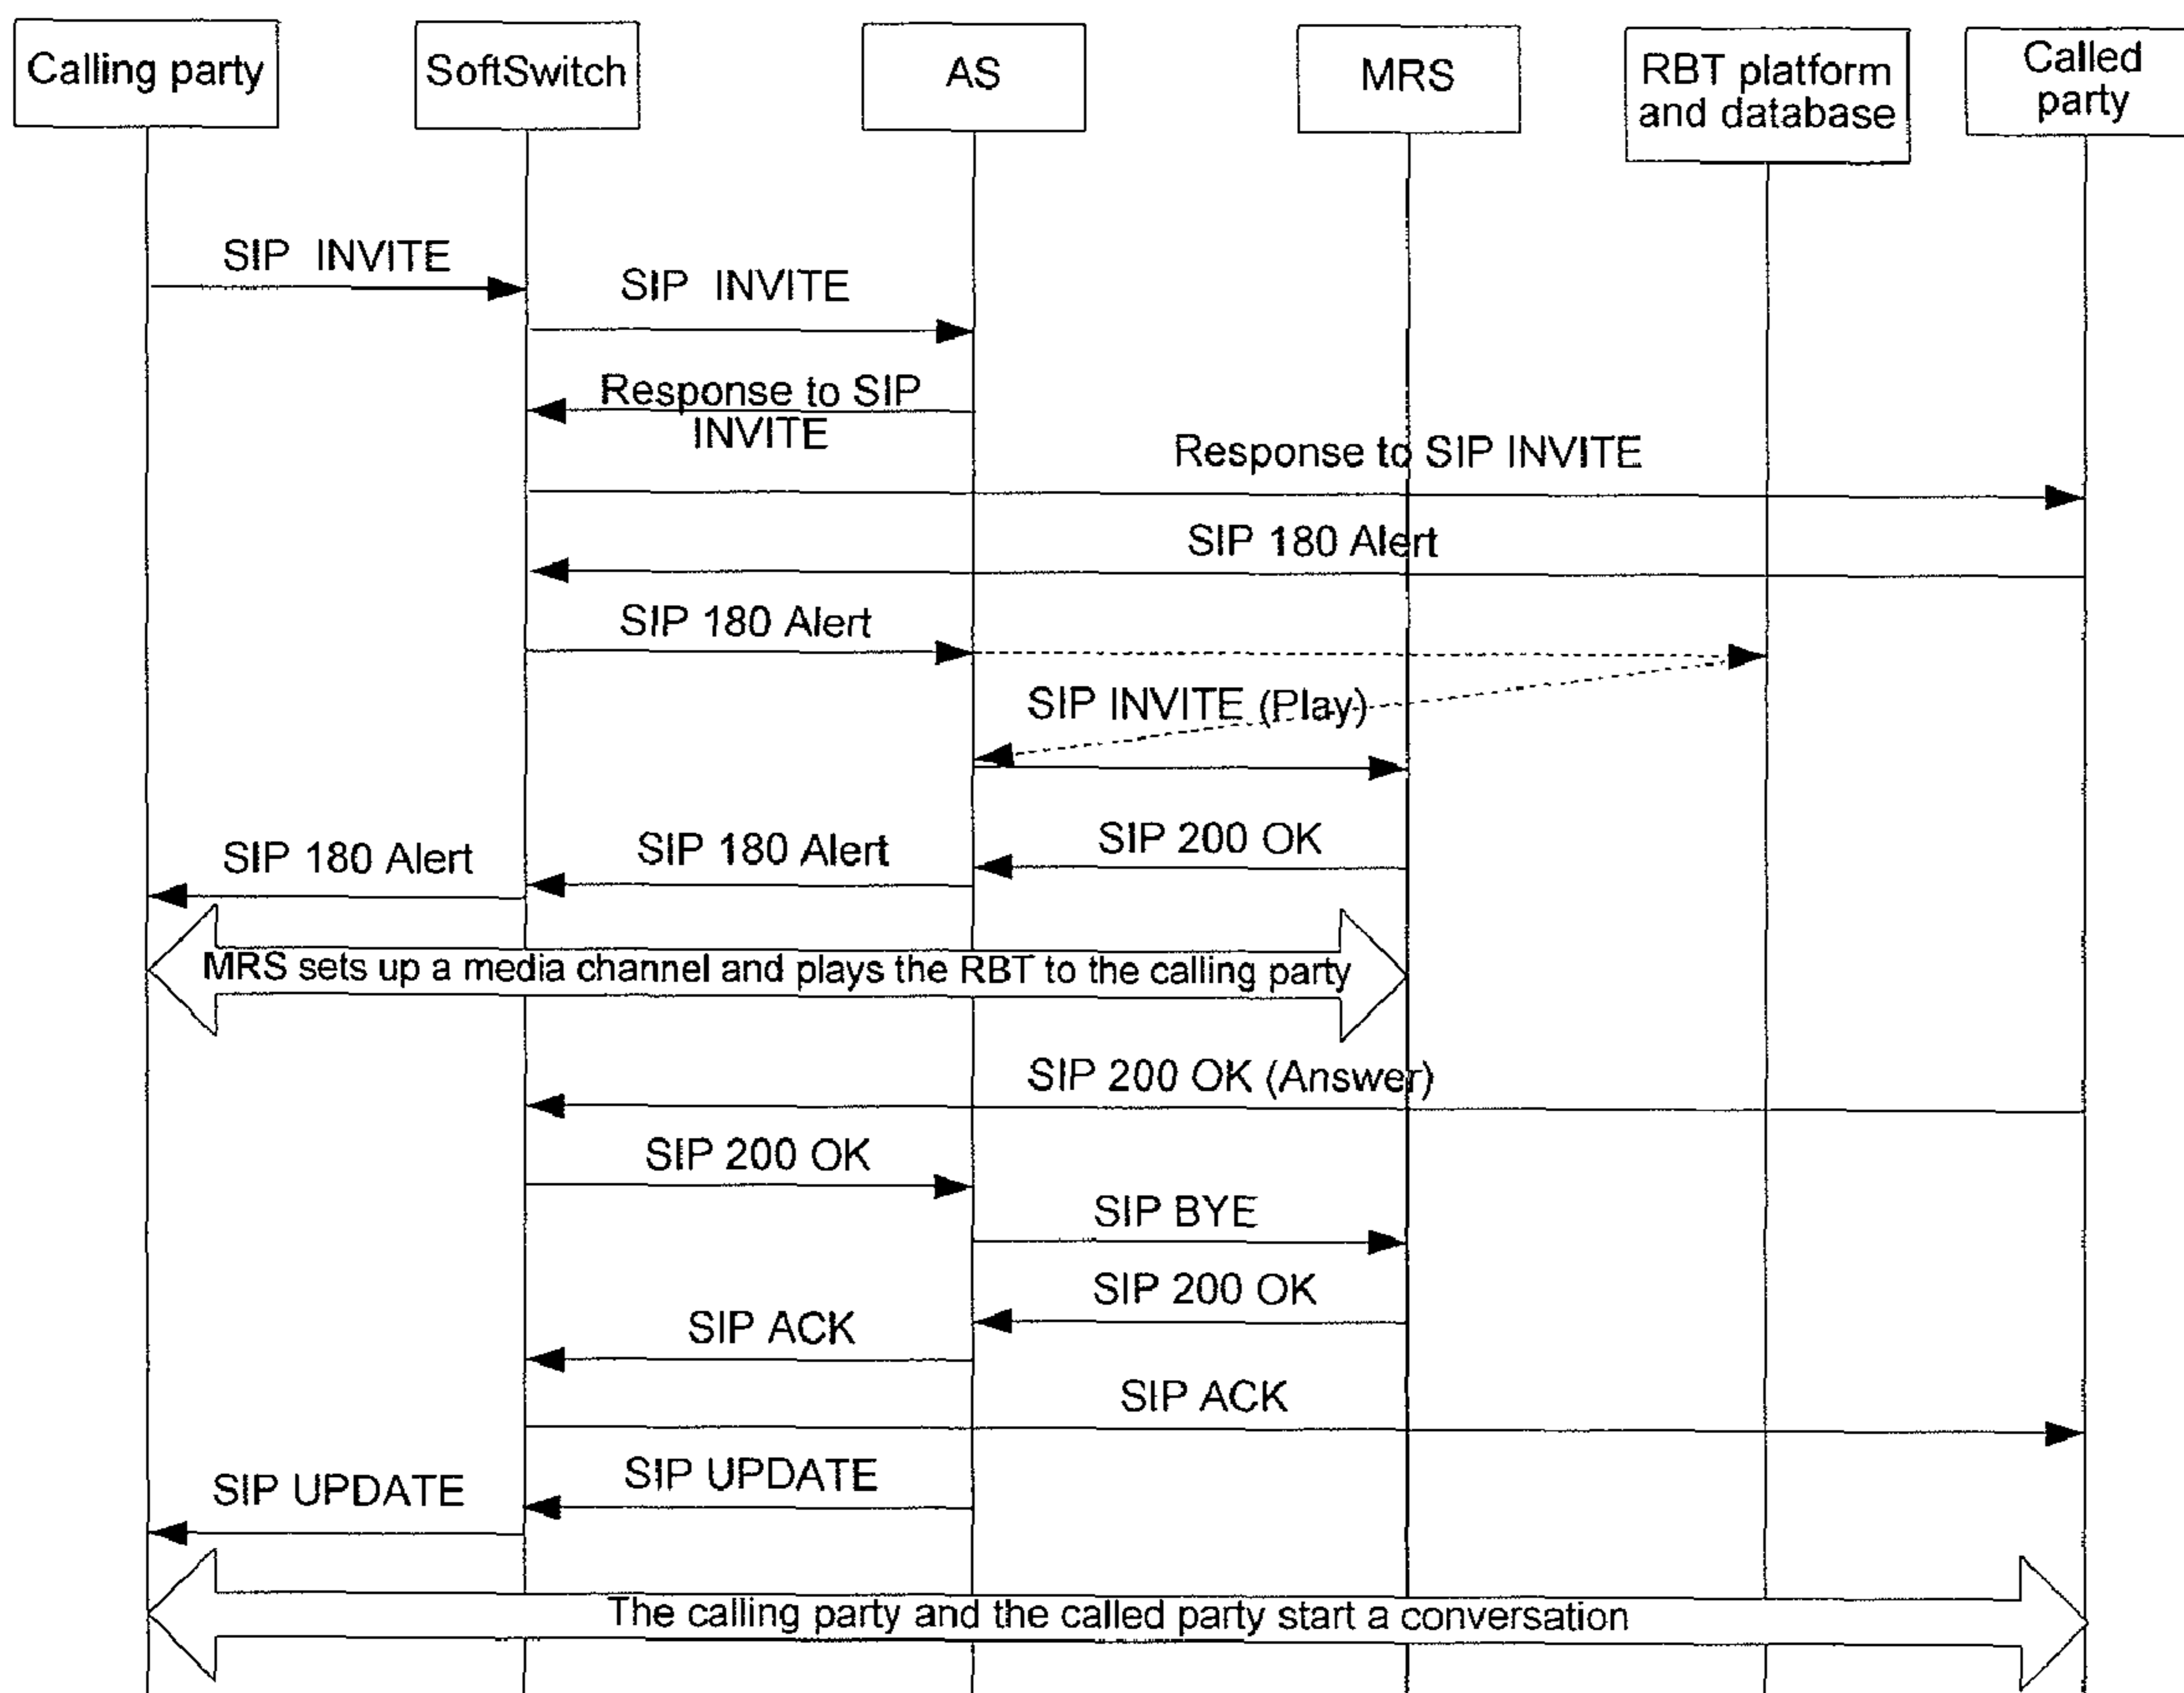 Calling party
SoftSwitch
AS
MRS
RBT platform
and database
Called
party
SIP INVITE
SIP INVITE
Response to SIP
INVITE
Response to SIP INVITE
SIP 180 Alert
SIP 180 Alert
SIP INVITE (Play)
SIP 200 OK
SIP 180 Alert
SIP 180 Alert
MRS sets up a media channel and plays the RBT to the calling party
SIP 200 OK (Answer)
SIP 200 OK
SIP BYE
SIP 200 OK
SIP ACK
SIP ACK
SIP UPDATE
SIP UPDATE
The calling party and the called party start a conversation